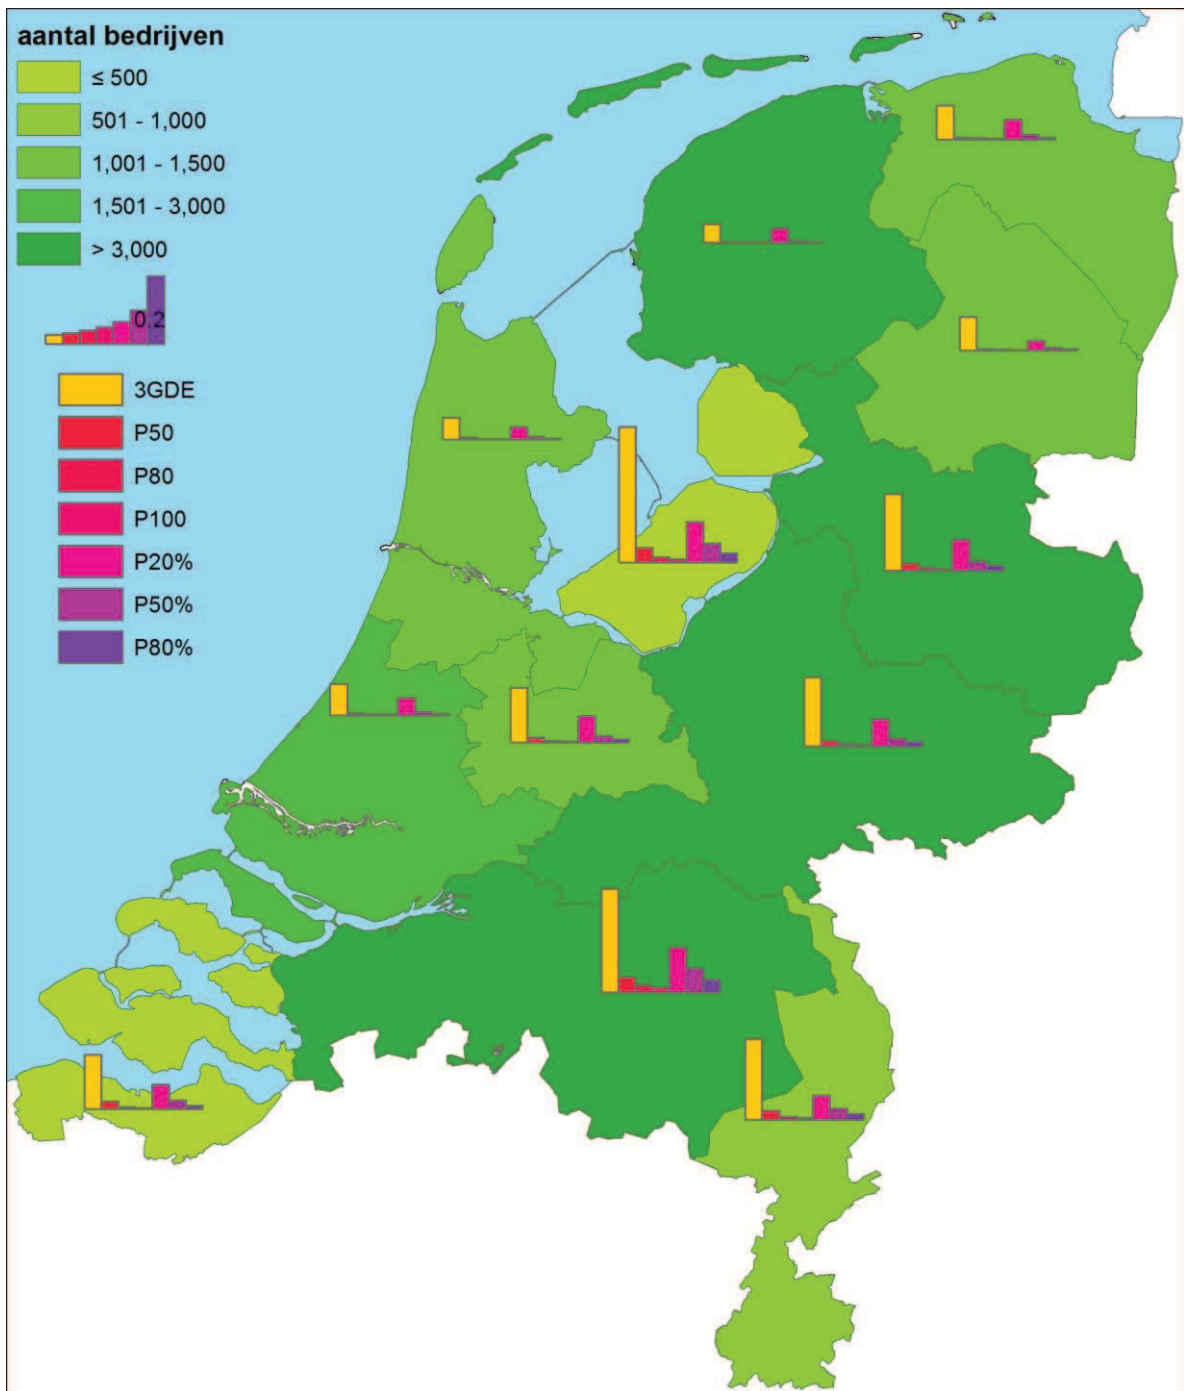 aantal bedrijven
≤ 500
501 - 1,000
1,001 - 1,500
1,501 - 3,000
> 3,000
0.2
3GDE
P50
P80
P100
P20%
P50%
P80%